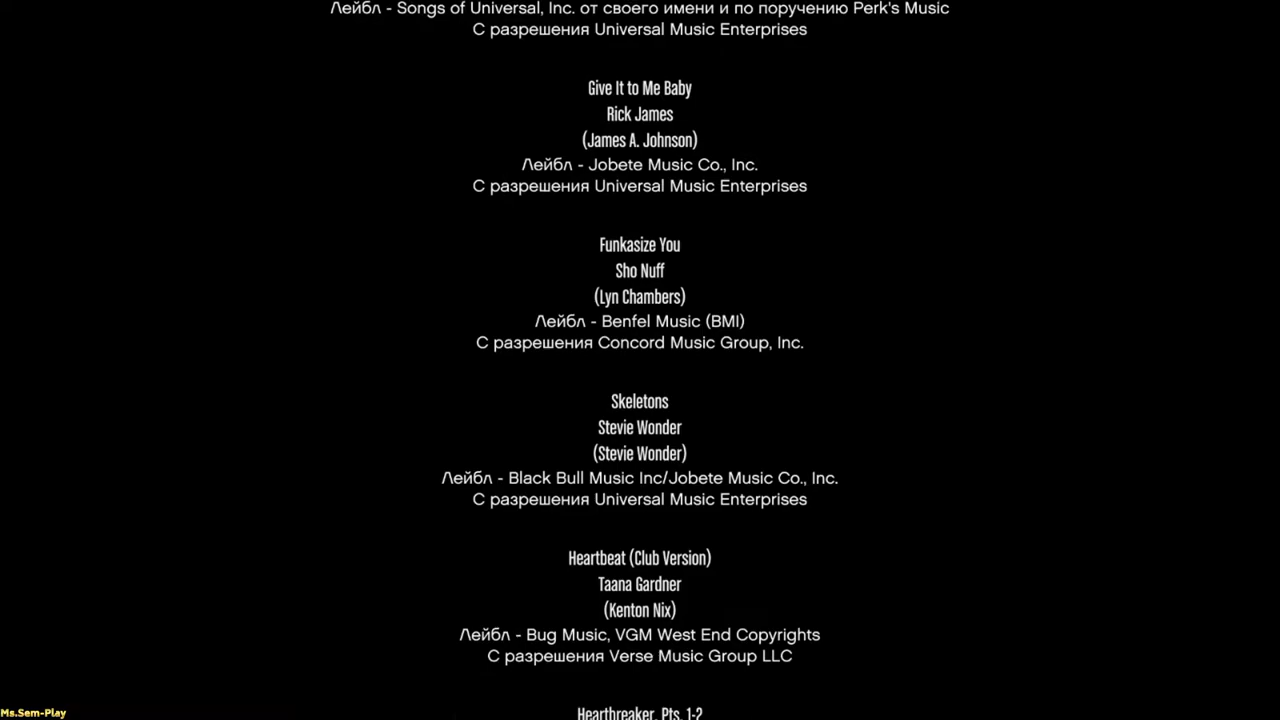 Лейбл - Songs of Universal, Inc. от своего имени и по поручению Perk's Music
С разрешения Universal Music Enterprises
Give It to Me Baby
Rick James
(James A. Johnson)
Лейбл - Jobete Music Co., Inc.
С разрешения Universal Music Enterprises
Funkasize You
Sho Nuff
(Lyn Chambers)
Лейбл - Benfel Music (BMI)
С разрешения Concord Music Group, Inc.
Skeletons
Stevie Wonder
(Stevie Wonder)
Лейбл - Black Bull Music Inc/Jobete Music Co., Inc.
С разрешения Universal Music Enterprises
Heartbeat (Club Version)
Taana Gardner
(Kenton Nix)
Лейбл - Bug Music, VGM West End Copyrights
С разрешения Verse Music Group LLC
Heartbreaker, Pts. 1-2
Ms.Sem-Play